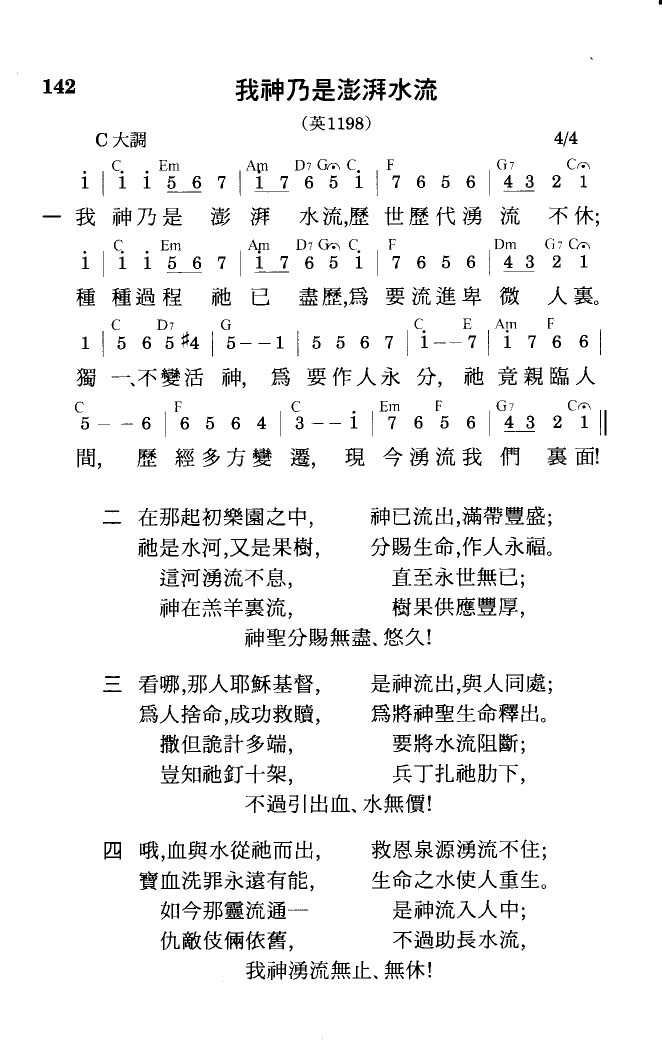 142
我神乃是澎湃水流
(英1198)
C 大調 4/4
C Em Am D7 G C F G7 C
1 | 1 1 5 6 7 | 1 7 6 5 1 | 7 6 5 6 | 4 3 2 1
一 我 神乃是 澎 湃 水流,歷 世歷代湧 流 不休;
C Em Am D7 G C F Dm G7 C
1 | 1 1 5 6 7 | 1 7 6 5 1 | 7 6 5 6 | 4 3 2 1
種 種過程 祂 已 盡歷,爲 要流進卑 微 人裏。
C D7 G C E Am F
1 | 5 6 5 #4 | 5 - - 1 | 5 5 6 7 | 1 - - 7 | 1 7 6 6 |
獨 一、不變活 神, 爲 要作人永 分, 祂 竟親臨人
C F C Em F G7 C
5 - - 6 | 6 5 6 4 | 3 - - 1 | 7 6 5 6 | 4 3 2 1 ‖
間, 歷 經多方變 遷, 現 今湧流我 們 裏面!
二 在那起初樂園之中, 神已流出,滿帶豐盛;
祂是水河,又是果樹, 分賜生命,作人永福。
這河湧流不息, 直至永世無已;
神在羔羊裏流, 樹果供應豐厚,
神聖分賜無盡、悠久!
三 看哪,那人耶穌基督, 是神流出,與人同處;
爲人捨命,成功救贖, 爲將神聖生命釋出。
撒但詭計多端, 要將水流阻斷;
豈知祂釘十架, 兵丁扎祂肋下,
不過引出血、水無價!
四 哦,血與水從祂而出, 救恩泉源湧流不住;
寶血洗罪永遠有能, 生命之水使人重生。
如今那靈流通一 是神流入人中;
仇敵伎倆依舊, 不過助長水流,
我神湧流無止、無休!